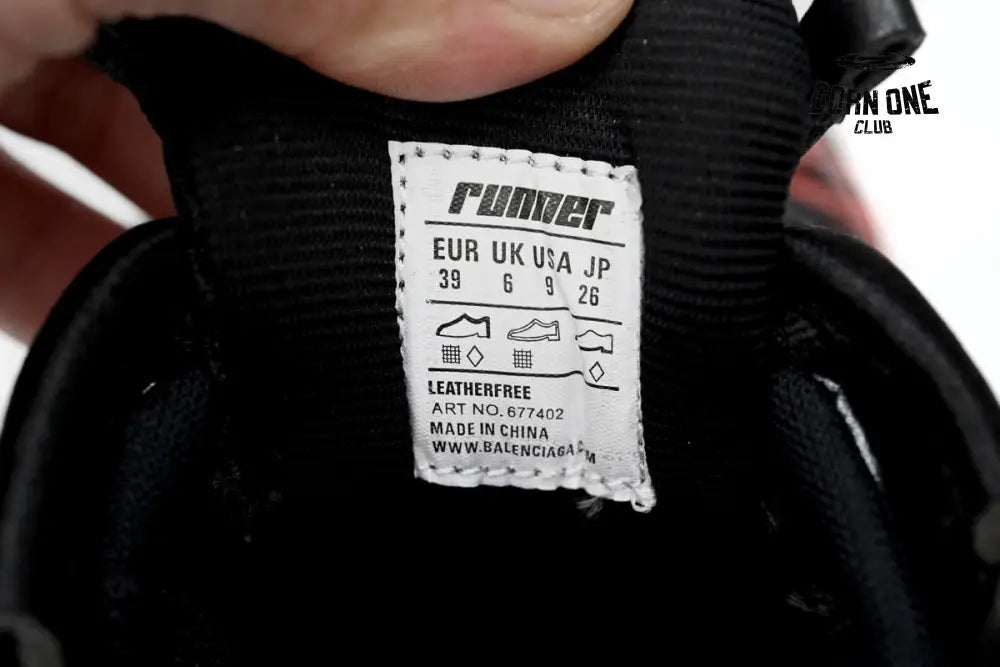 BORN ONE
CLUB
runner
EUR UK USA JP
39 6 9 26
LEATHERFREE
ART NO. 677402
MADE IN CHINA
WWW.BALENCIAGA.COM